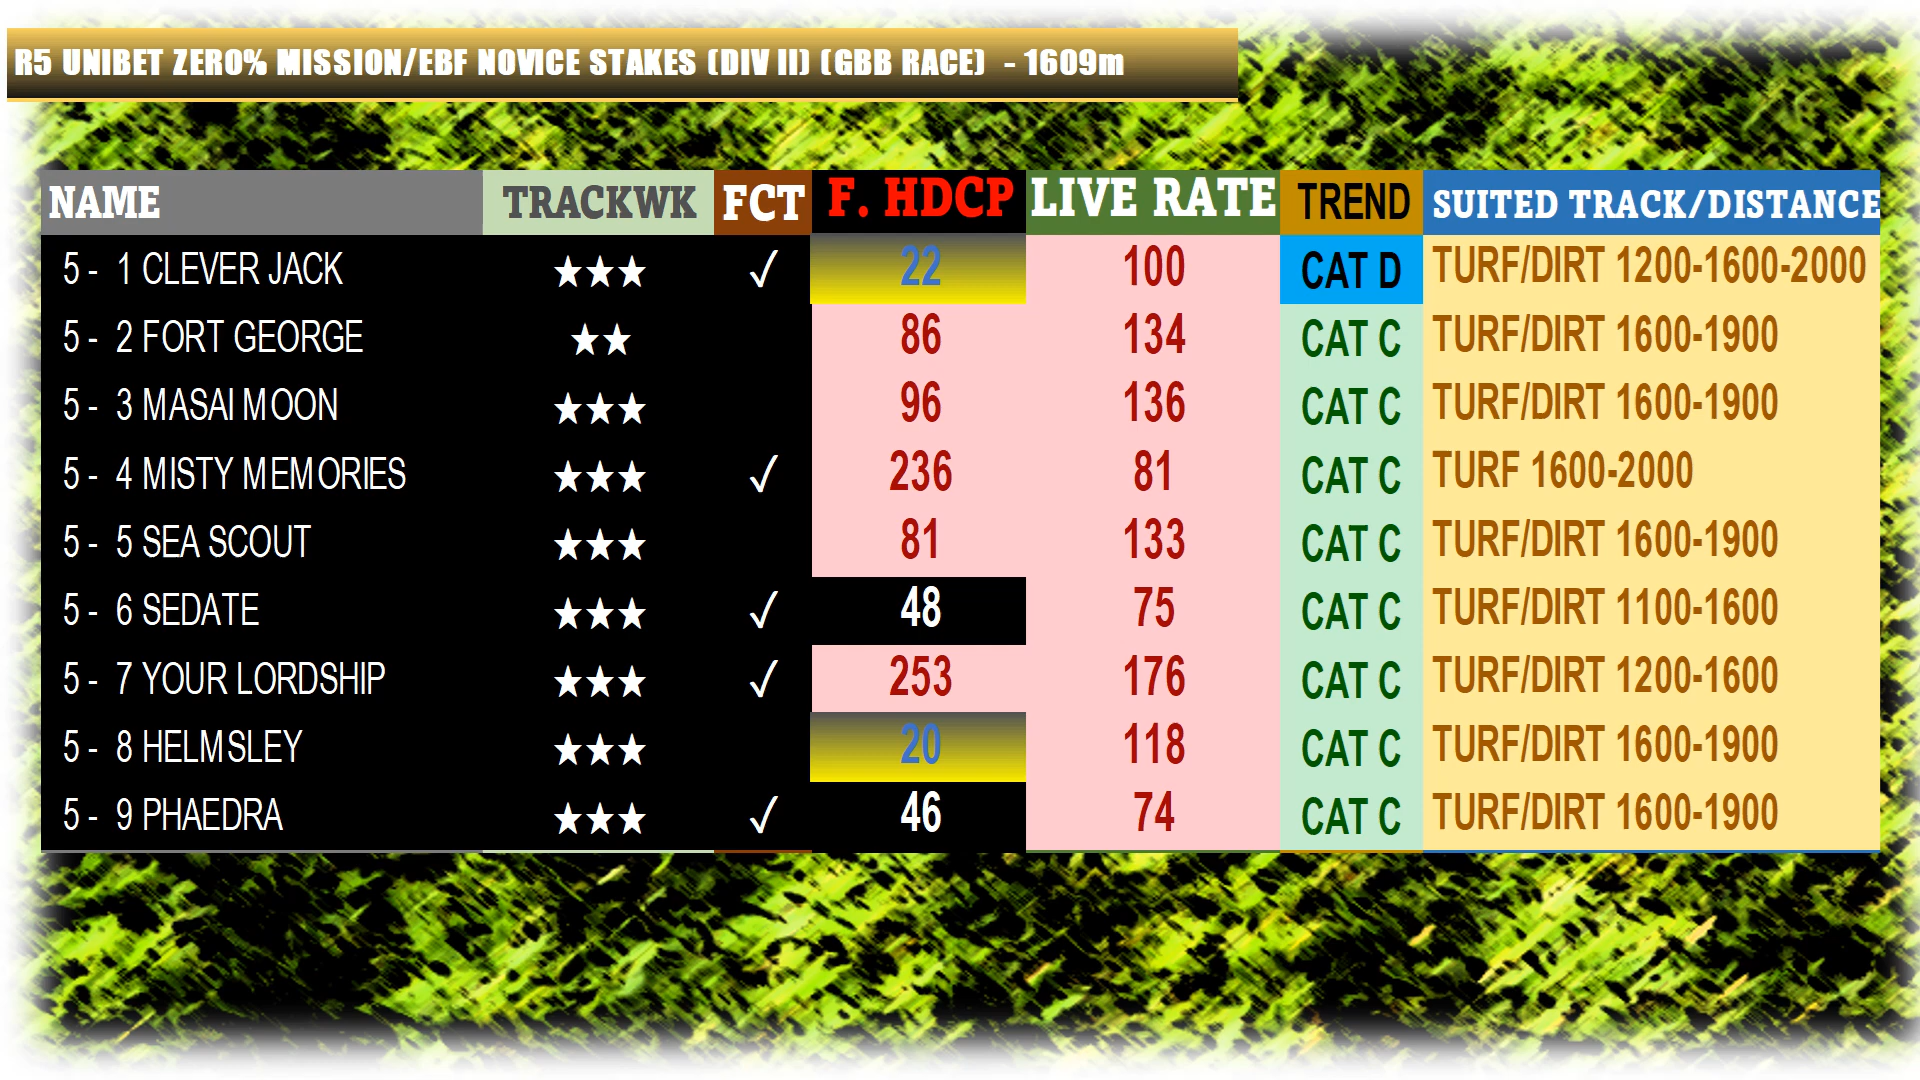 R5 UNIBET ZERO% MISSION/EBF NOVICE STAKES (DIV II) (GBB RACE) - 1609m
NAME TRACKWK FCT F. HDCP LIVE RATE TREND SUITED TRACK/DISTANCE
5 - 1 CLEVER JACK ★★★ ✓ 22 100 CAT D TURF/DIRT 1200-1600-2000
5 - 2 FORT GEORGE ★★ 86 134 CAT C TURF/DIRT 1600-1900
5 - 3 MASAI MOON ★★★ 96 136 CAT C TURF/DIRT 1600-1900
5 - 4 MISTY MEMORIES ★★★ ✓ 236 81 CAT C TURF 1600-2000
5 - 5 SEA SCOUT ★★★ 81 133 CAT C TURF/DIRT 1600-1900
5 - 6 SEDATE ★★★ ✓ 48 75 CAT C TURF/DIRT 1100-1600
5 - 7 YOUR LORDSHIP ★★★ ✓ 253 176 CAT C TURF/DIRT 1200-1600
5 - 8 HELMSLEY ★★★ 20 118 CAT C TURF/DIRT 1600-1900
5 - 9 PHAEDRA ★★★ ✓ 46 74 CAT C TURF/DIRT 1600-1900